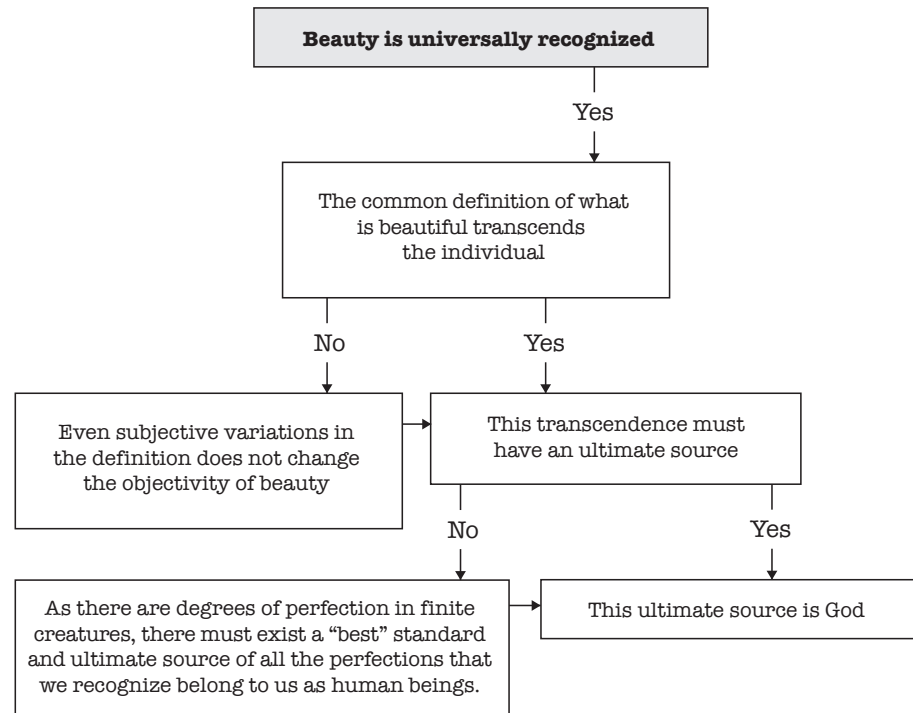 Beauty is universally recognized
Yes
The common definition of what
is beautiful transcends
the individual
No
Yes
Even subjective variations in
the definition does not change
the objectivity of beauty
This transcendence must
have an ultimate source
No
Yes
As there are degrees of perfection in finite
creatures, there must exist a “best” standard
and ultimate source of all the perfections that
we recognize belong to us as human beings.
This ultimate source is God